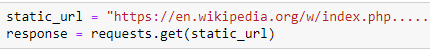 static_url = "https://en.wikipedia.org/w/index.php.....
response = requests.get(static_url)